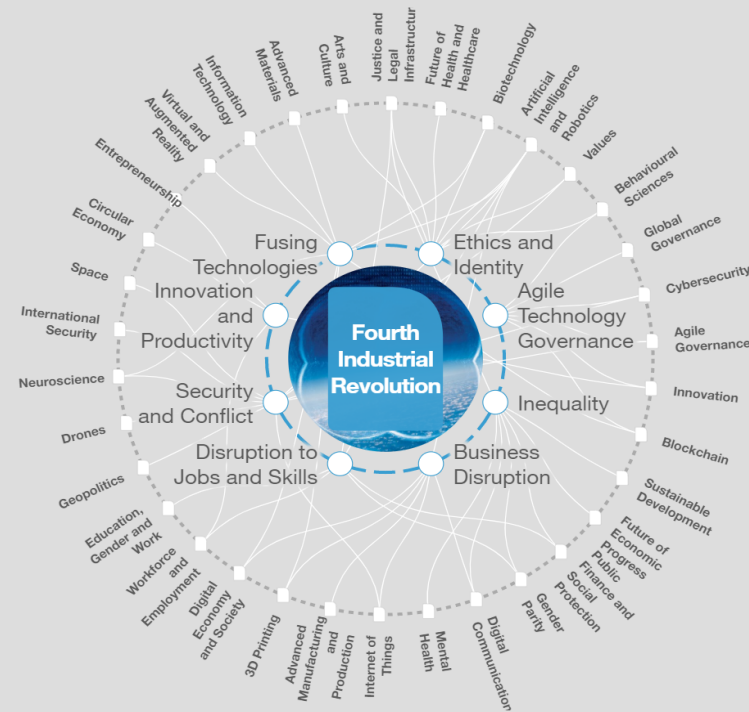 Fourth
Industrial
Revolution
Fusing
Technologies
Ethics and
Identity
Innovation
and
Productivity
Agile
Technology
Governance
Security
and Conflict
Inequality
Disruption to
Jobs and Skills
Business
Disruption
Arts and
Culture
Justice and
Legal
Infrastructur
Future of
Health and
Healthcare
Biotechnology
Artificial
Intelligence
and
Robotics
Values
Behavioural
Sciences
Global
Governance
Cybersecurity
Agile
Governance
Innovation
Blockchain
Sustainable
Development
Future of
Economic
Progress
Public
Finance and
Social
Protection
Gender
Parity
Digital
Communication
Mental
Health
Internet of
Things
Advanced
Manufacturing
and
Production
3D Printing
Digital
Economy
and Society
Workforce
and
Employment
Education,
Gender and
Work
Geopolitics
Drones
Neuroscience
International
Security
Space
Circular
Economy
Entrepreneurship
Virtual and
Augmented
Reality
Information
Technology
Advanced
Materials